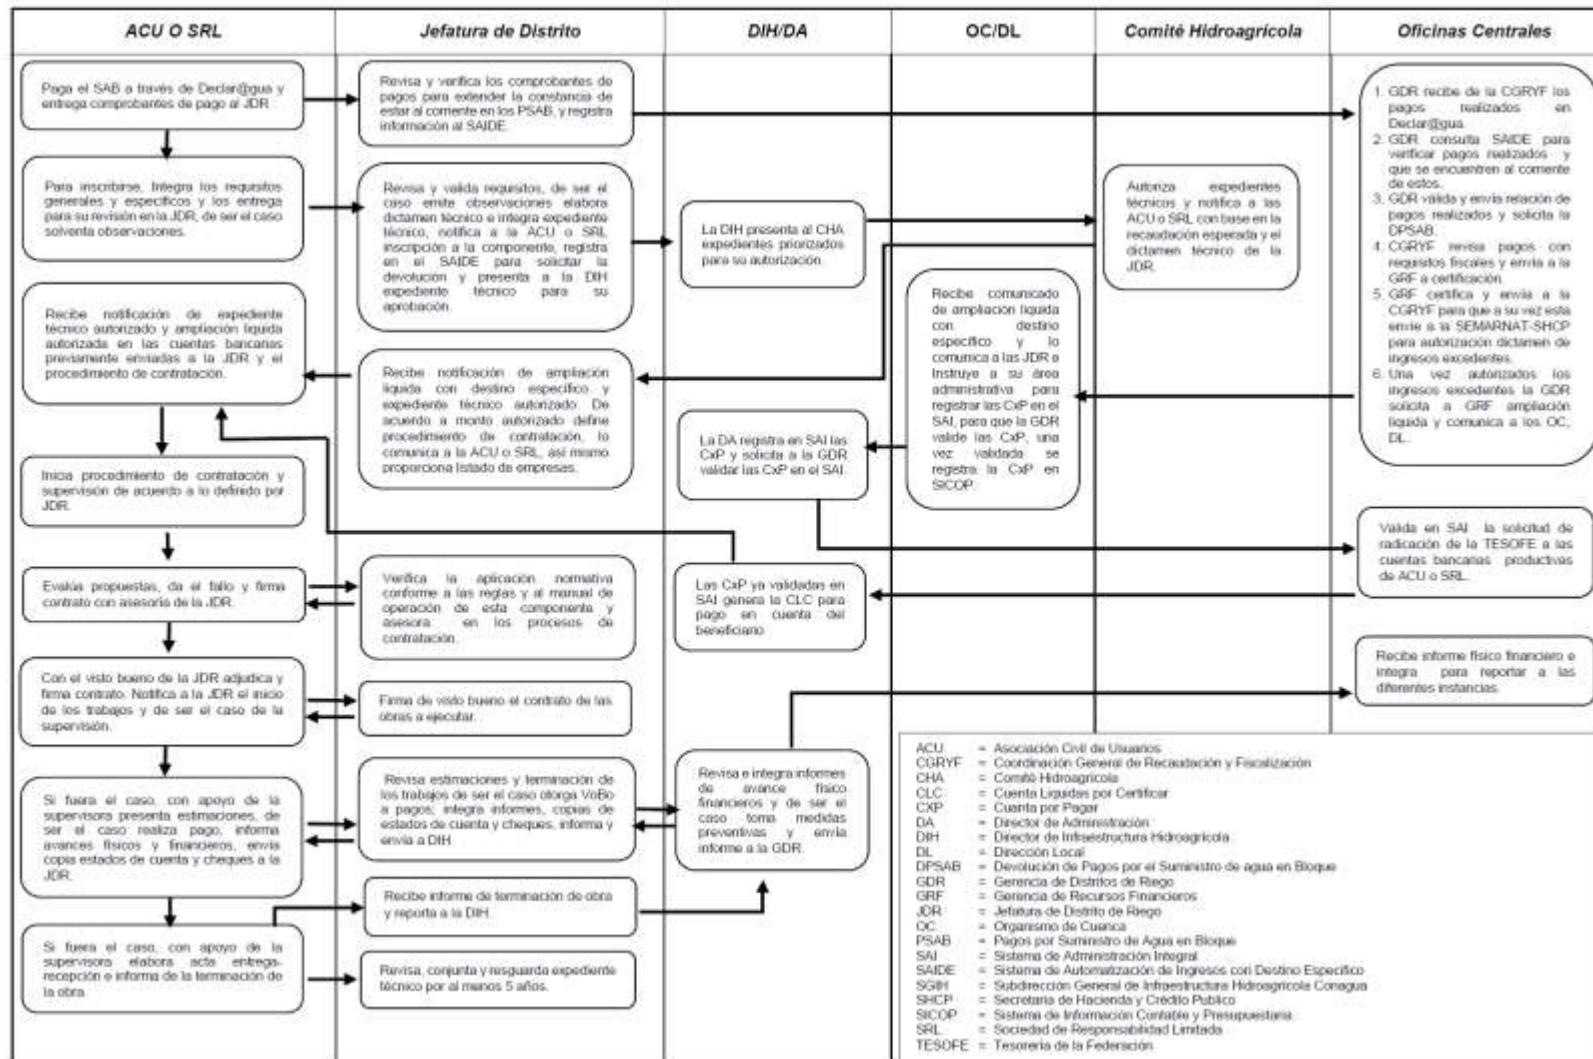 ACU O SRL
Jefatura de Distrito
DIH/DA
OC/DL
Comité Hidroagrícola
Oficinas Centrales
Paga el SAB a través de Declar@gua y
entrega comprobantes de pago al JDR
Revisa y verifica los comprobantes de
pagos para extender la constancia de
estar al corriente en los PSAB, y registra
información al SAIDE.
1. GDR recibe de la CGRYF los
pagos realizados en
Declar@gua.
2. GDR consulta SAIDE para
verificar pagos realizados y
que se encuentren al corriente
de estos.
3. GDR válida y envía relación de
pagos realizados y solicita la
DPSAB.
4. CGRYF revisa pagos con
requisitos fiscales y envía a la
GRF a certificación.
5. GRF certifica y envía a la
CGRYF para que a su vez esta
envíe a la SEMARNAT-SHCP
para autorización dictamen de
ingresos excedentes.
6. Una vez autorizados los
ingresos excedentes la GDR
solicita a GRF ampliación
líquida y comunica a los OC,
DL.
Para inscribirse, Integra los requisitos
generales y específicos y los entrega
para su revisión en la JDR, de ser el caso
solventa observaciones.
Revisa y valida requisitos, de ser el
caso emite observaciones elabora
dictamen técnico e integra expediente
técnico, notifica a la ACU o SRL
inscripción a la componente, registra
en el SAIDE para solicitar la
devolución y presenta a la DIH
expediente técnico para su
aprobación.
La DIH presenta al CHA
expedientes priorizados
para su autorización.
Autoriza expedientes
técnicos y notifica a las
ACU o SRL con base en la
recaudación esperada y el
dictamen técnico de la
JDR.
Recibe notificación de expediente
técnico autorizado y ampliación liquida
autorizada en las cuentas bancarias
previamente enviadas a la JDR y el
procedimiento de contratación.
Recibe notificación de ampliación
líquida con destino específico y
expediente técnico autorizado. De
acuerdo a monto autorizado define
procedimiento de contratación, lo
comunica a la ACU o SRL, así mismo
proporciona listado de empresas.
Recibe comunicado
de ampliación líquida
con destino
específico y lo
comunica a las JDR e
Instruye a su área
administrativa para
registrar las CxP en el
SAI, para que la GDR
valide las CxP, una
vez validada se
registra la CxP en
SICOP.
La DA registra en SAI las
CxP y solicita a la GDR
validar las CxP en el SAI.
Inicia procedimiento de contratación y
supervisión de acuerdo a lo definido por
JDR.
Valida en SAI la solicitud de
radicación de la TESOFE a las
cuentas bancarias productivas
de ACU o SRL.
Evalúa propuestas, da el fallo y firma
contrato con asesoría de la JDR.
Verifica la aplicación normativa
conforme a las reglas y al manual de
operación de esta componente y
asesora en los procesos de
contratación.
Las CxP ya validadas en
SAI genera la CLC para
pago en cuenta del
beneficiario
Con el visto bueno de la JDR adjudica y
firma contrato. Notifica a la JDR el inicio
de los trabajos y de ser el caso de la
supervisión.
Firma de visto bueno el contrato de las
obras a ejecutar.
Recibe informe físico financiero e
integra para reportar a las
diferentes instancias.
Si fuera el caso, con apoyo de la
supervisora presenta estimaciones, de
ser el caso realiza pago, informa
avances físicos y financieros, envía
copia estados de cuenta y cheques a la
JDR.
Revisa estimaciones y terminación de
los trabajos de ser el caso otorga VoBo
a pagos; integra informes, copias de
estados de cuenta y cheques, informa y
envía a DIH
Revisa e integra informes
de avance físico
financieros y de ser el
caso toma medidas
preventivas y envía
informe a la GDR.
Recibe informe de terminación de obra
y reporta a la DIH.
Si fuera el caso, con apoyo de la
supervisora elabora acta entrega-
recepción e informa de la terminación de
la obra.
Revisa, conjunta y resguarda expediente
técnico por al menos 5 años.
ACU = Asociación Civil de Usuarios
CGRYF = Coordinación General de Recaudación y Fiscalización
CHA = Comité Hidroagrícola
CLC = Cuenta Liquidas por Certificar
CXP = Cuanta por Pagar
DA = Director de Administración
DIH = Director de Infraestructura Hidroagrícola
DL = Dirección Local
DPSAB = Devolución de Pagos por el Suministro de agua en Bloque
GDR = Gerencia de Distritos de Riego
GRF = Gerencia de Recursos Financieros
JDR = Jefatura de Distrito de Riego
OC = Organismo de Cuenca
PSAB = Pagos por Suministro de Agua en Bloque
SAI = Sistema de Administración Integral
SAIDE = Sistema de Automatización de Ingresos con Destino Específico
SGIH = Subdirección General de Infraestructura Hidroagrícola Conagua
SHCP = Secretaria de Hacienda y Crédito Publico
SICOP = Sistema de Información Contable y Presupuestaria
SRL = Sociedad de Responsabilidad Limitada
TESOFE = Tesorería de la Federación